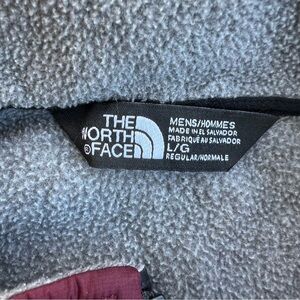 THE
NORTH
FACE
MENS/HOMMES
MADE IN EL SALVADOR
FABRIQUÉ AU SALVADOR
L/G
REGULAR/NORMALE